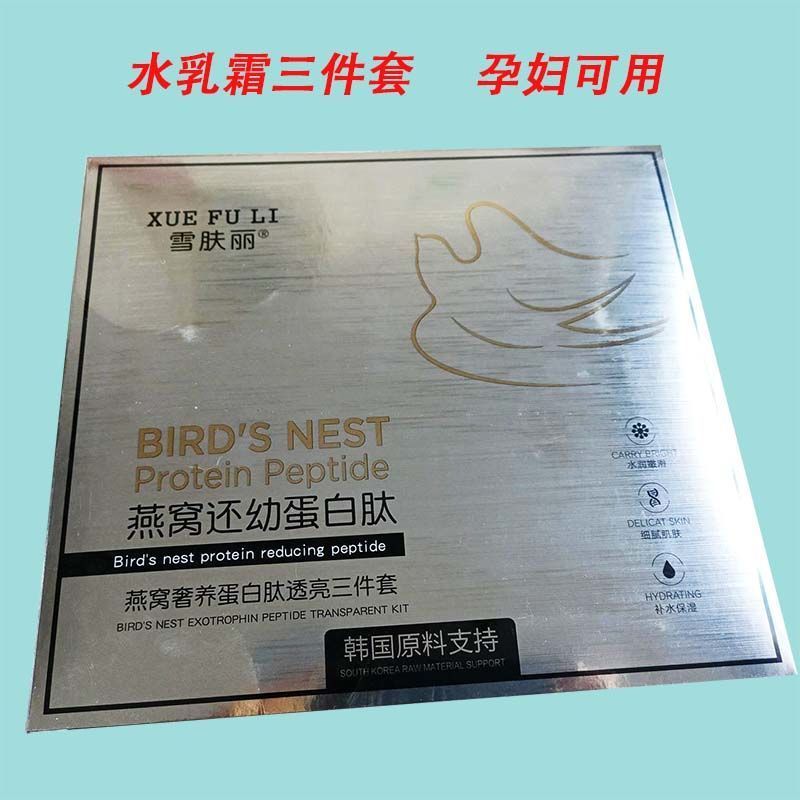 水乳霜三件套 孕妇可用
XUE FU LI
雪肤丽®
BIRD'S NEST
Protein Peptide
燕窝还幼蛋白肽
Bird's nest protein reducing peptide
燕窝奢养蛋白肽透亮三件套
BIRD'S NEST EXOTROPHIN PEPTIDE TRANSPARENT KIT
韩国原料支持
SOUTH KOREA RAW MATERIAL SUPPORT
CARRY BRIGHT
水润嫩滑
DELICAT SKIN
细腻肌肤
HYDRATING
补水保湿